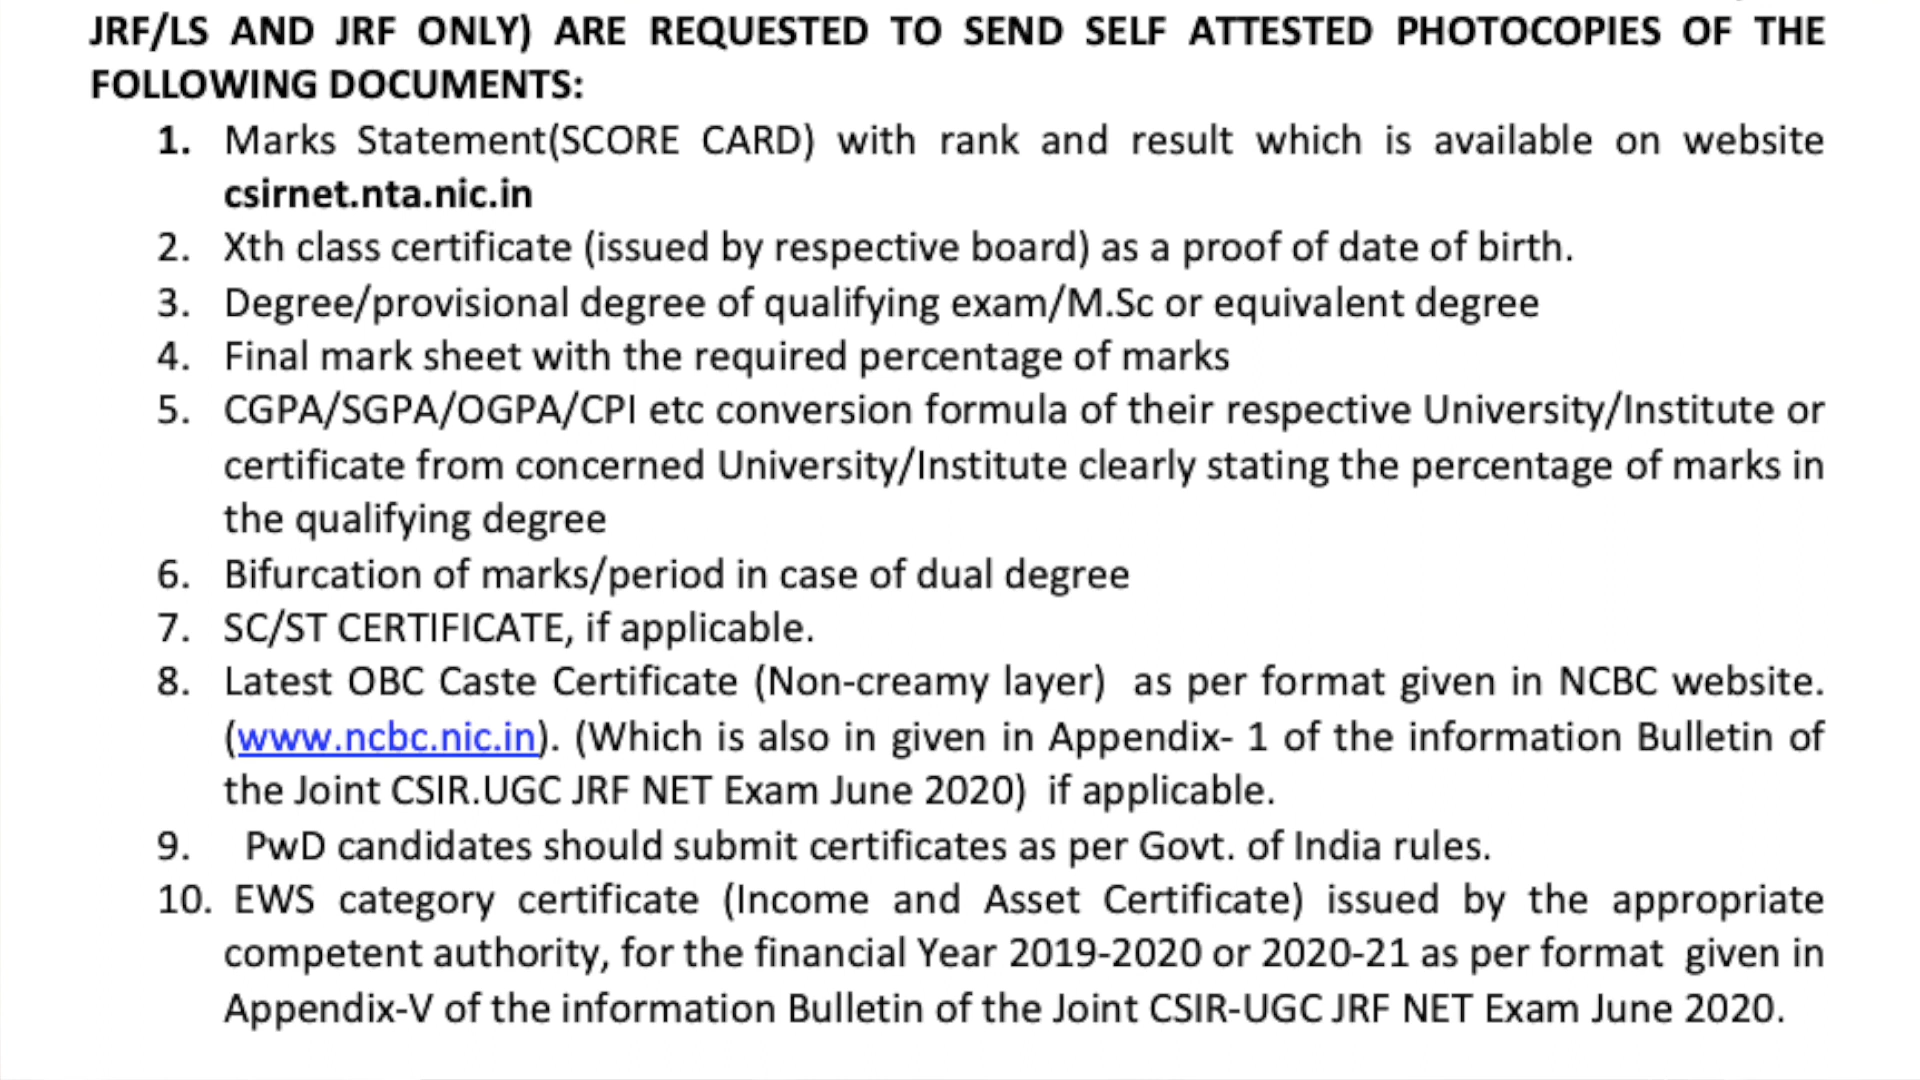 JRF/LS AND JRF ONLY) ARE REQUESTED TO SEND SELF ATTESTED PHOTOCOPIES OF THE
FOLLOWING DOCUMENTS:
1. Marks Statement(SCORE CARD) with rank and result which is available on website
csirnet.nta.nic.in
2. Xth class certificate (issued by respective board) as a proof of date of birth.
3. Degree/provisional degree of qualifying exam/M.Sc or equivalent degree
4. Final mark sheet with the required percentage of marks
5. CGPA/SGPA/OGPA/CPI etc conversion formula of their respective University/Institute or
certificate from concerned University/Institute clearly stating the percentage of marks in
the qualifying degree
6. Bifurcation of marks/period in case of dual degree
7. SC/ST CERTIFICATE, if applicable.
8. Latest OBC Caste Certificate (Non-creamy layer) as per format given in NCBC website.
(www.ncbc.nic.in). (Which is also in given in Appendix- 1 of the information Bulletin of
the Joint CSIR.UGC JRF NET Exam June 2020) if applicable.
9. PwD candidates should submit certificates as per Govt. of India rules.
10. EWS category certificate (Income and Asset Certificate) issued by the appropriate
competent authority, for the financial Year 2019-2020 or 2020-21 as per format given in
Appendix-V of the information Bulletin of the Joint CSIR-UGC JRF NET Exam June 2020.